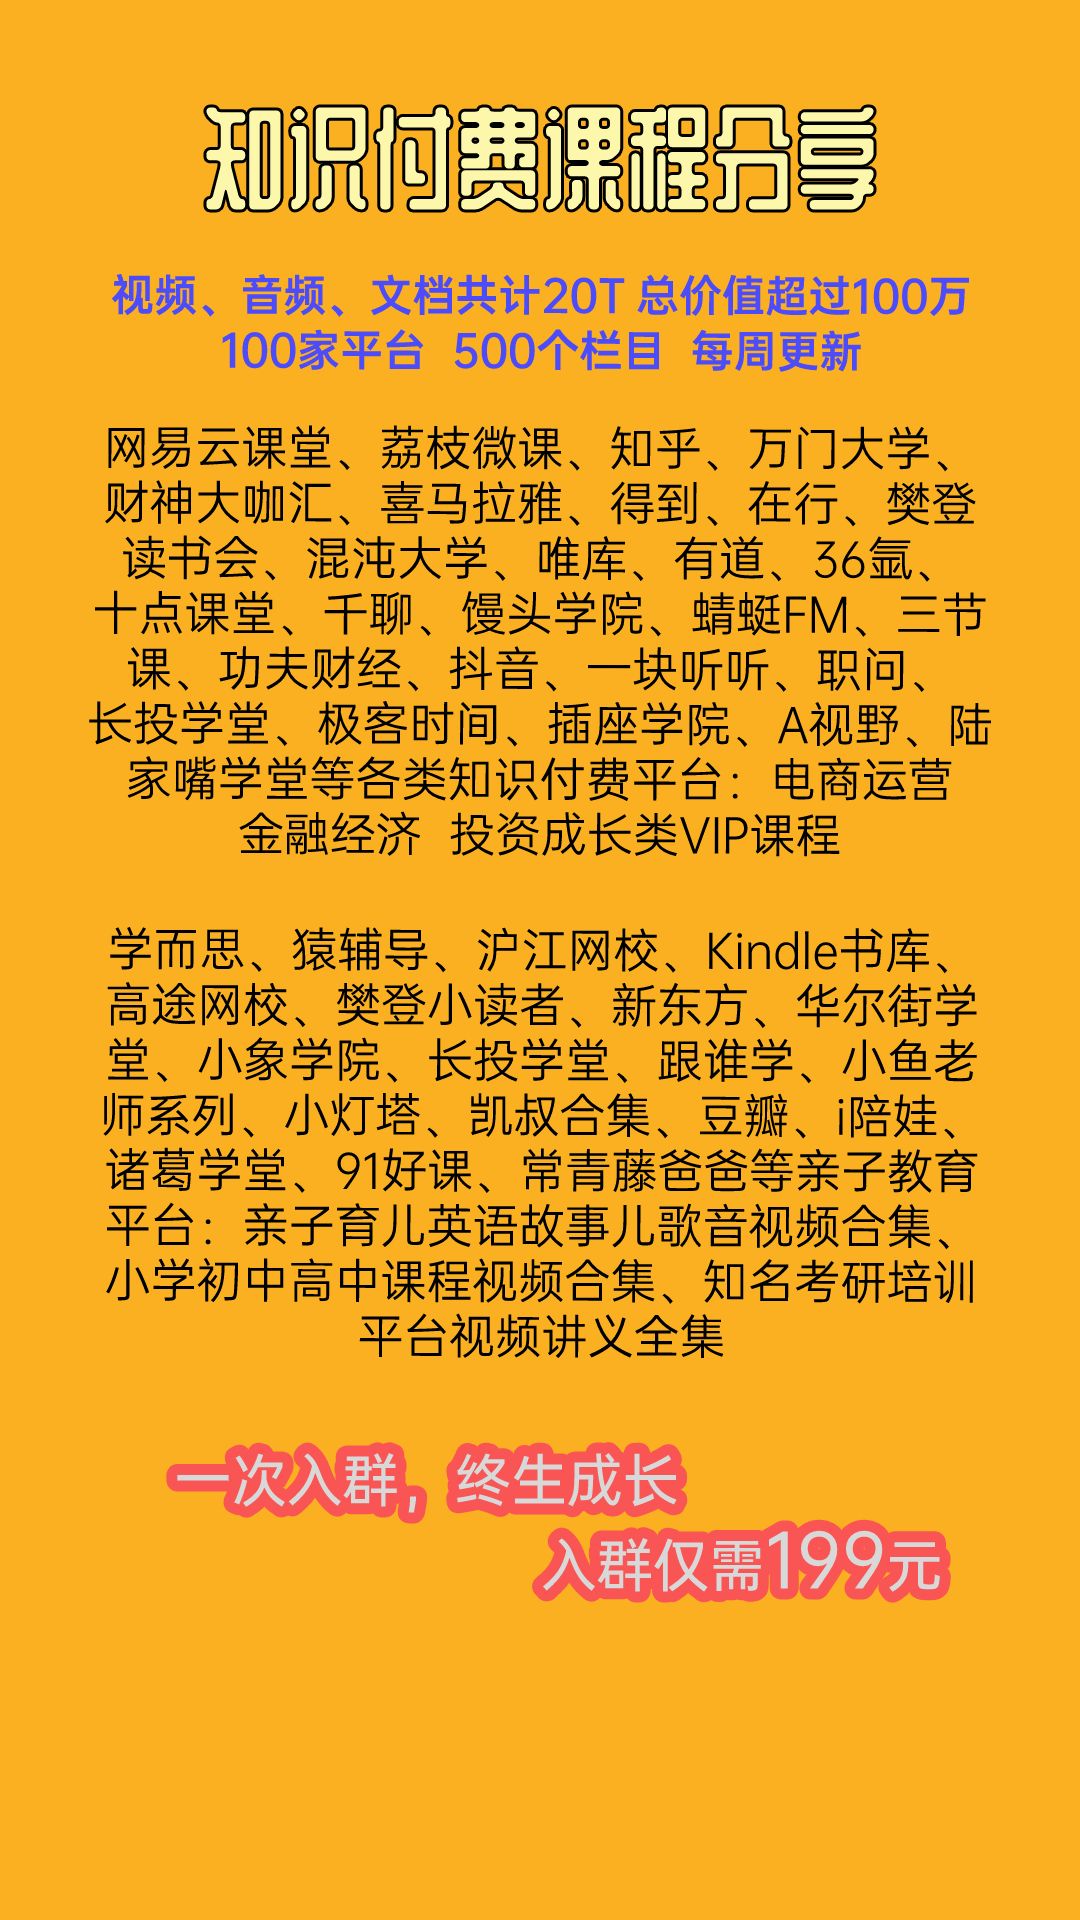 知识付费课程分享
视频、音频、文档共计20T 总价值超过100万
100家平台 500个栏目 每周更新
网易云课堂、荔枝微课、知乎、万门大学、
财神大咖汇、喜马拉雅、得到、在行、樊登
读书会、混沌大学、唯库、有道、36氩、
十点课堂、千聊、馒头学院、蜻蜓FM、三节
课、功夫财经、抖音、一块听听、职问、
长投学堂、极客时间、插座学院、A视野、陆
家嘴学堂等各类知识付费平台：电商运营
金融经济 投资成长类VIP课程
学而思、猿辅导、沪江网校、Kindle书库、
高途网校、樊登小读者、新东方、华尔街学
堂、小象学院、长投学堂、跟谁学、小鱼老
师系列、小灯塔、凯叔合集、豆瓣、i陪娃、
诸葛学堂、91好课、常青藤爸爸等亲子教育
平台：亲子育儿英语故事儿歌音视频合集、
小学初中高中课程视频合集、知名考研培训
平台视频讲义全集
一次入群，终生成长
入群仅需199元